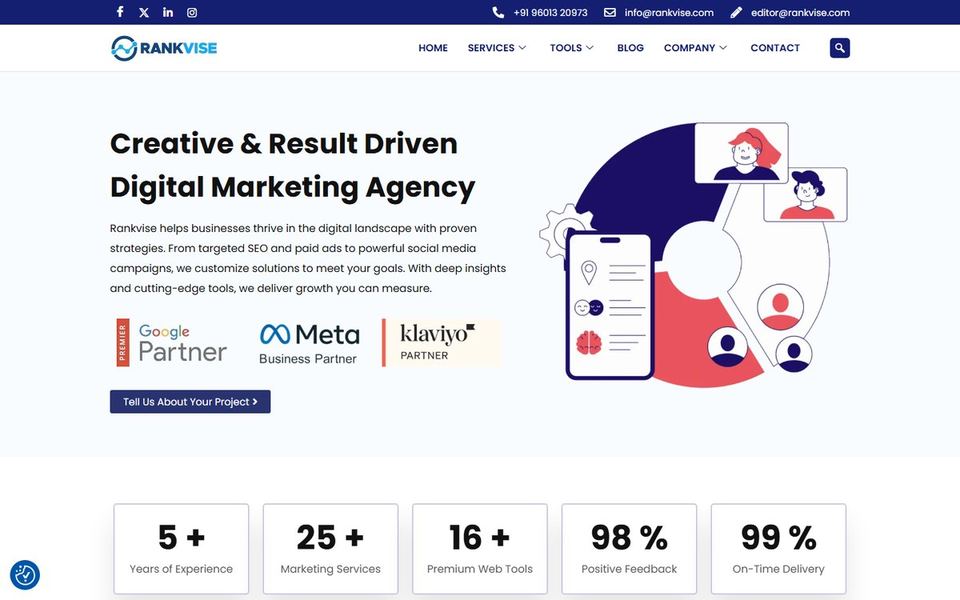 +91 96013 20973 info@rankvise.com editor@rankvise.com
RANKVISE HOME SERVICES TOOLS BLOG COMPANY CONTACT
Creative & Result Driven
Digital Marketing Agency
Rankvise helps businesses thrive in the digital landscape with proven
strategies. From targeted SEO and paid ads to powerful social media
campaigns, we customize solutions to meet your goals. With deep insights
and cutting-edge tools, we deliver growth you can measure.
PREMIER Google Partner
Meta Business Partner
klaviyo PARTNER
Tell Us About Your Project
5 + 25 + 16 + 98 % 99 %
Years of Experience Marketing Services Premium Web Tools Positive Feedback On-Time Delivery